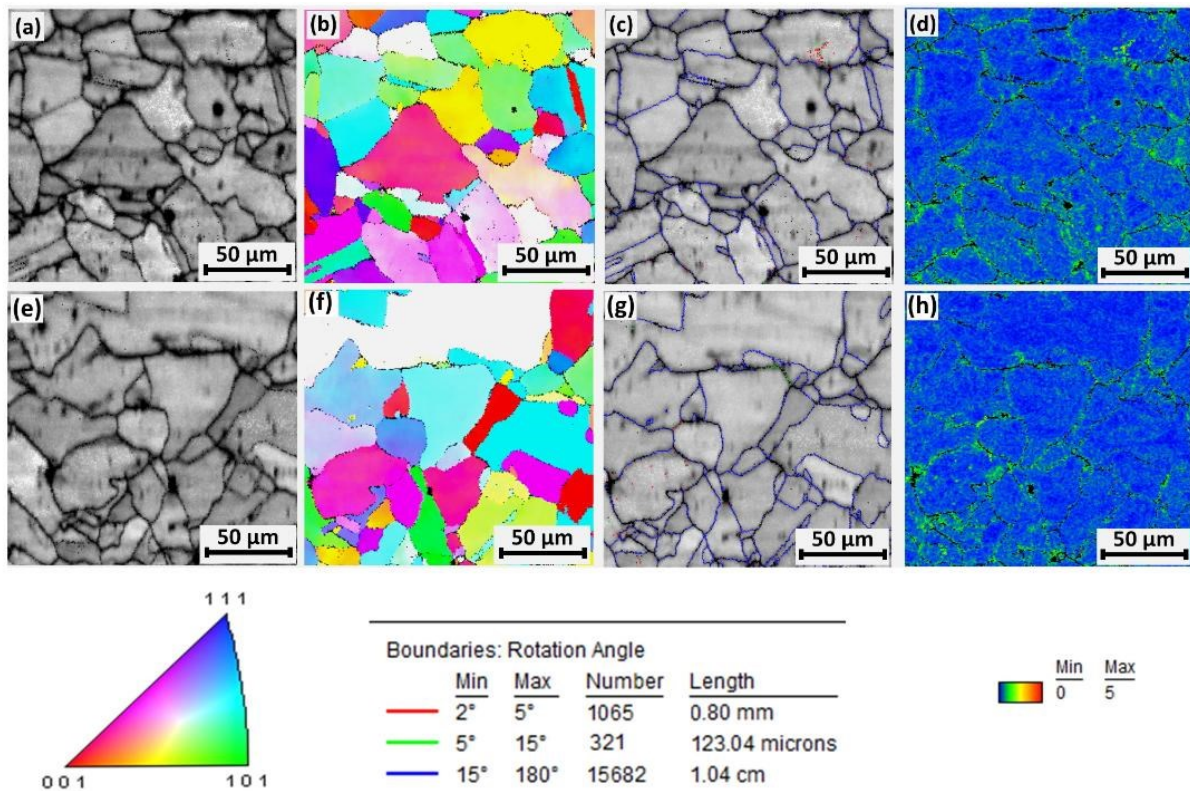 (a) (b) (c) (d)
50 µm 50 µm 50 µm 50 µm
(e) (f) (g) (h)
50 µm 50 µm 50 µm 50 µm
1 1 1
0 0 1 1 0 1
Boundaries: Rotation Angle
Min Max Number Length
2° 5° 1065 0.80 mm
5° 15° 321 123.04 microns
15° 180° 15682 1.04 cm
Min Max
0 5